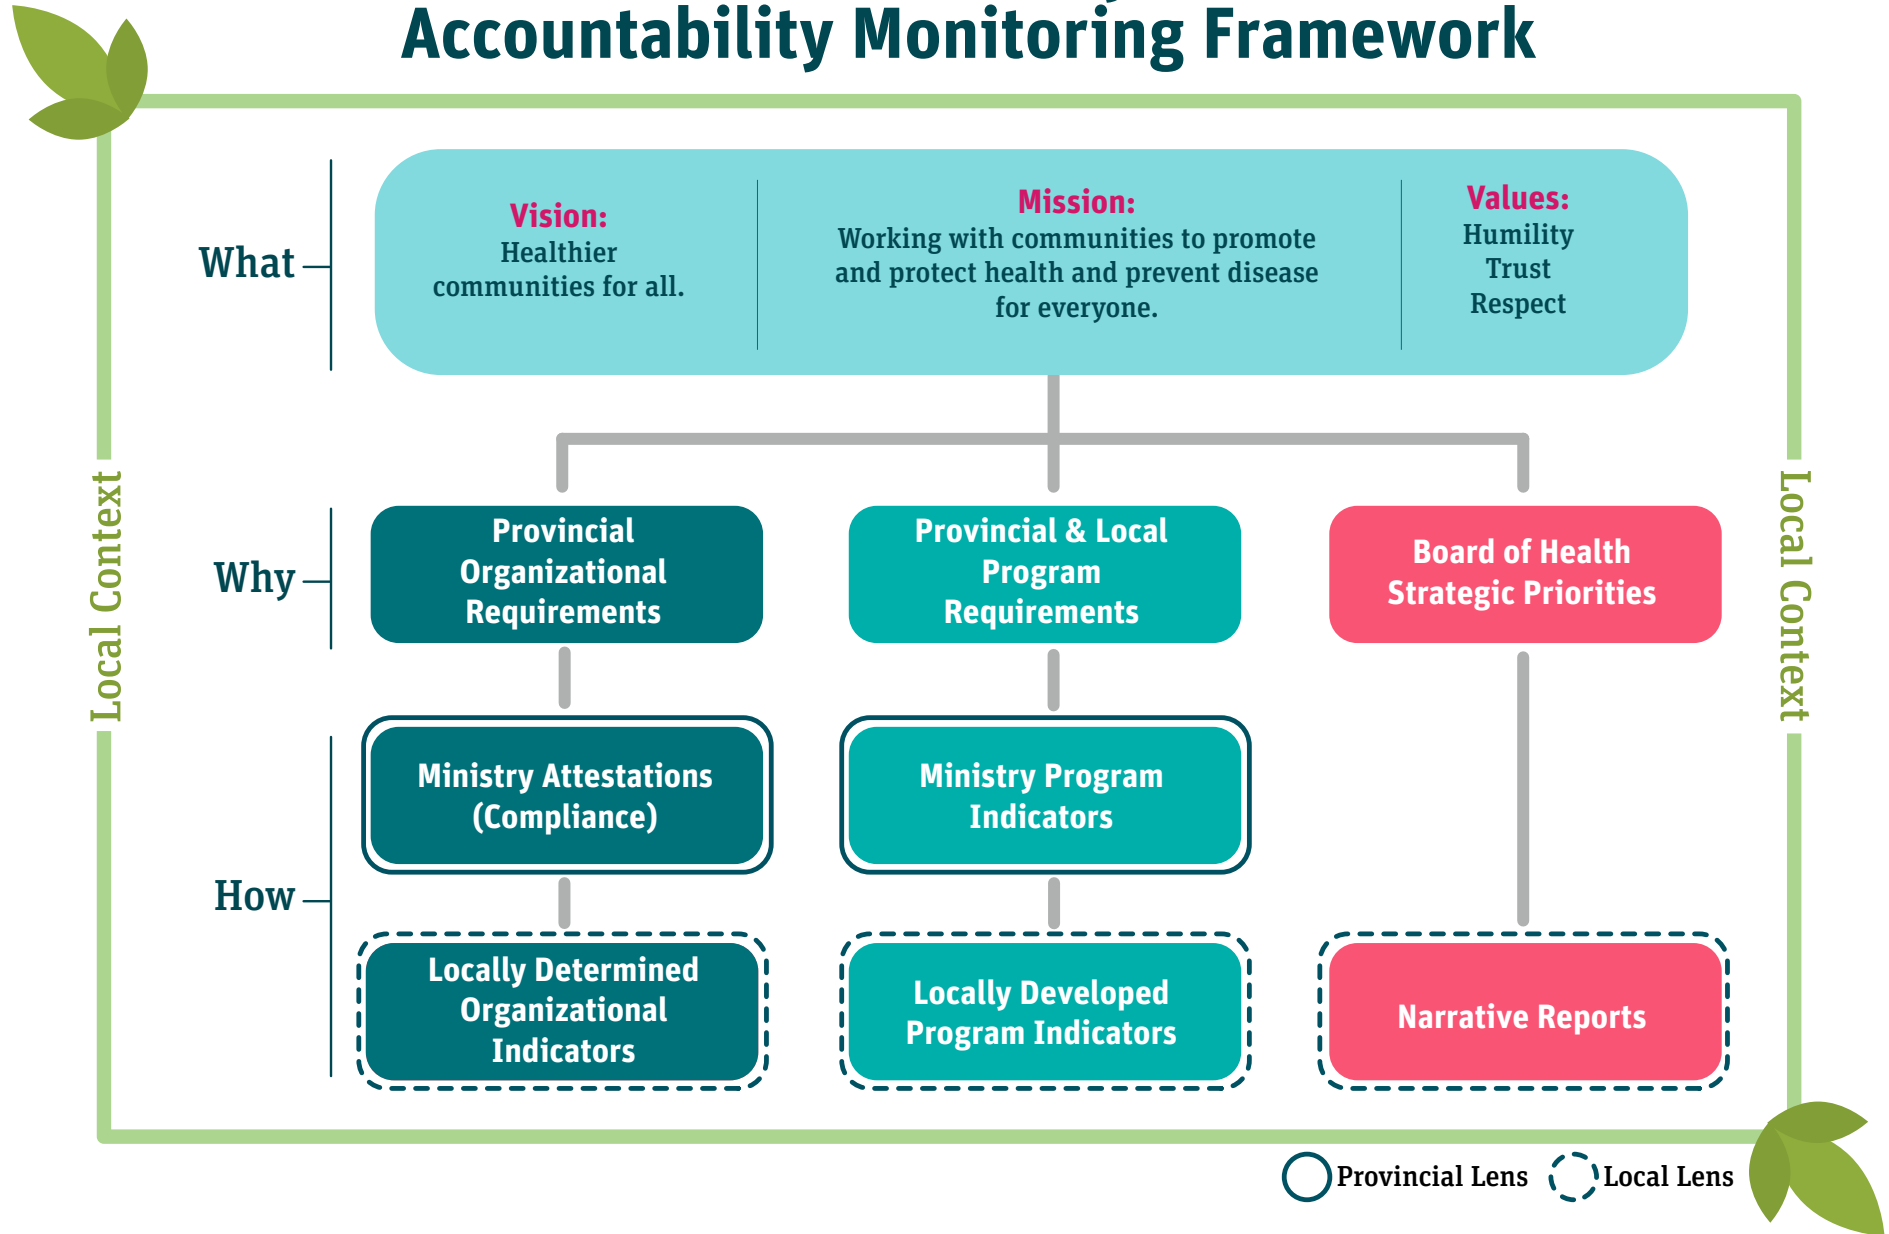 Accountability Monitoring Framework
What
Vision:
Healthier
communities for all.
Mission:
Working with communities to promote
and protect health and prevent disease
for everyone.
Values:
Humility
Trust
Respect
Local Context
Local Context
Why
Provincial
Organizational
Requirements
Provincial & Local
Program
Requirements
Board of Health
Strategic Priorities
How
Ministry Attestations
(Compliance)
Ministry Program
Indicators
Locally Determined
Organizational
Indicators
Locally Developed
Program Indicators
Narrative Reports
Provincial Lens
Local Lens